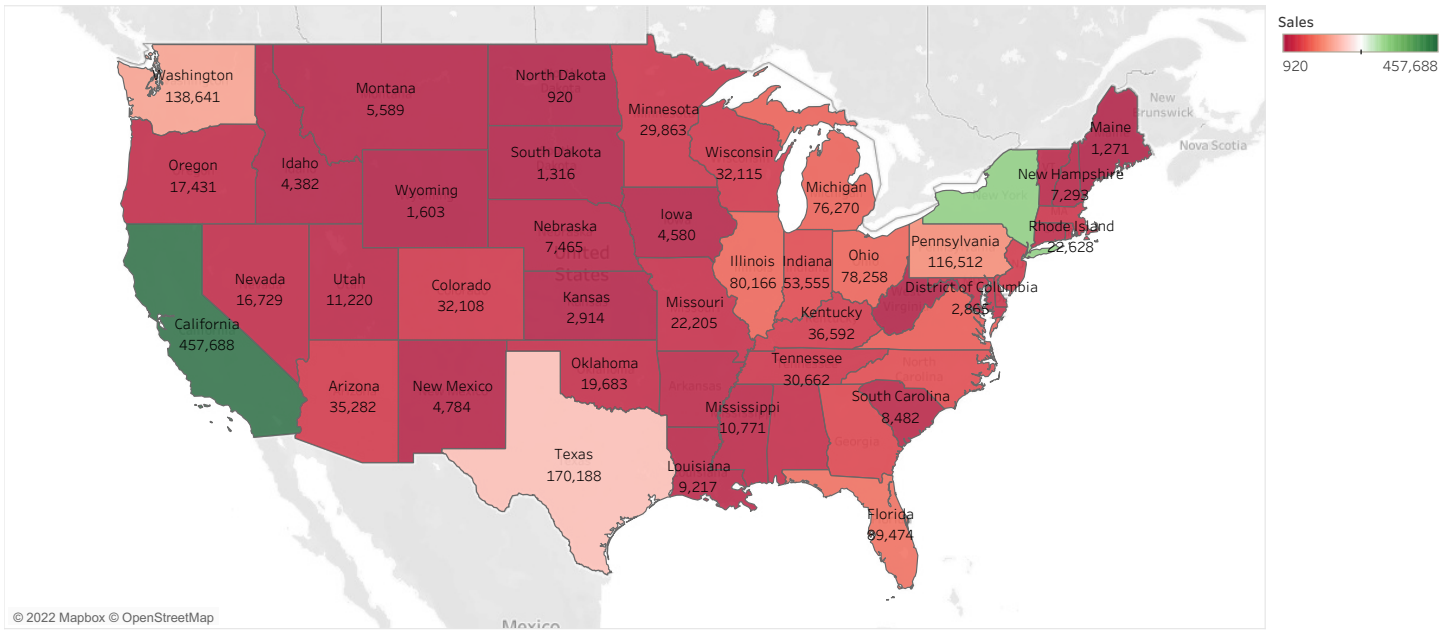 Sales
920 457,688
Washington
138,641
Montana
5,589
North Dakota
920
Minnesota
29,863
Oregon
17,431
Idaho
4,382
Wyoming
1,603
South Dakota
1,316
Wisconsin
32,115
Michigan
76,270
Maine
1,271
New
Brunswick
Nova Scotia
New Hampshire
7,293
New York
Rhode Island
22,628
Nebraska
7,465
Iowa
4,580
United
States
Nevada
16,729
Utah
11,220
Colorado
32,108
Kansas
2,914
Missouri
22,205
Illinois
80,166
Indiana
53,555
Ohio
78,258
Pennsylvania
116,512
District of Columbia
2,865
Virginia
Kentucky
36,592
California
457,688
Arizona
35,282
New Mexico
4,784
Oklahoma
19,683
Arkansas
Tennessee
30,662
North
Carolina
South Carolina
8,482
Mississippi
10,771
Georgia
Texas
170,188
Louisiana
9,217
Florida
89,474
Mexico
© 2022 Mapbox © OpenStreetMap